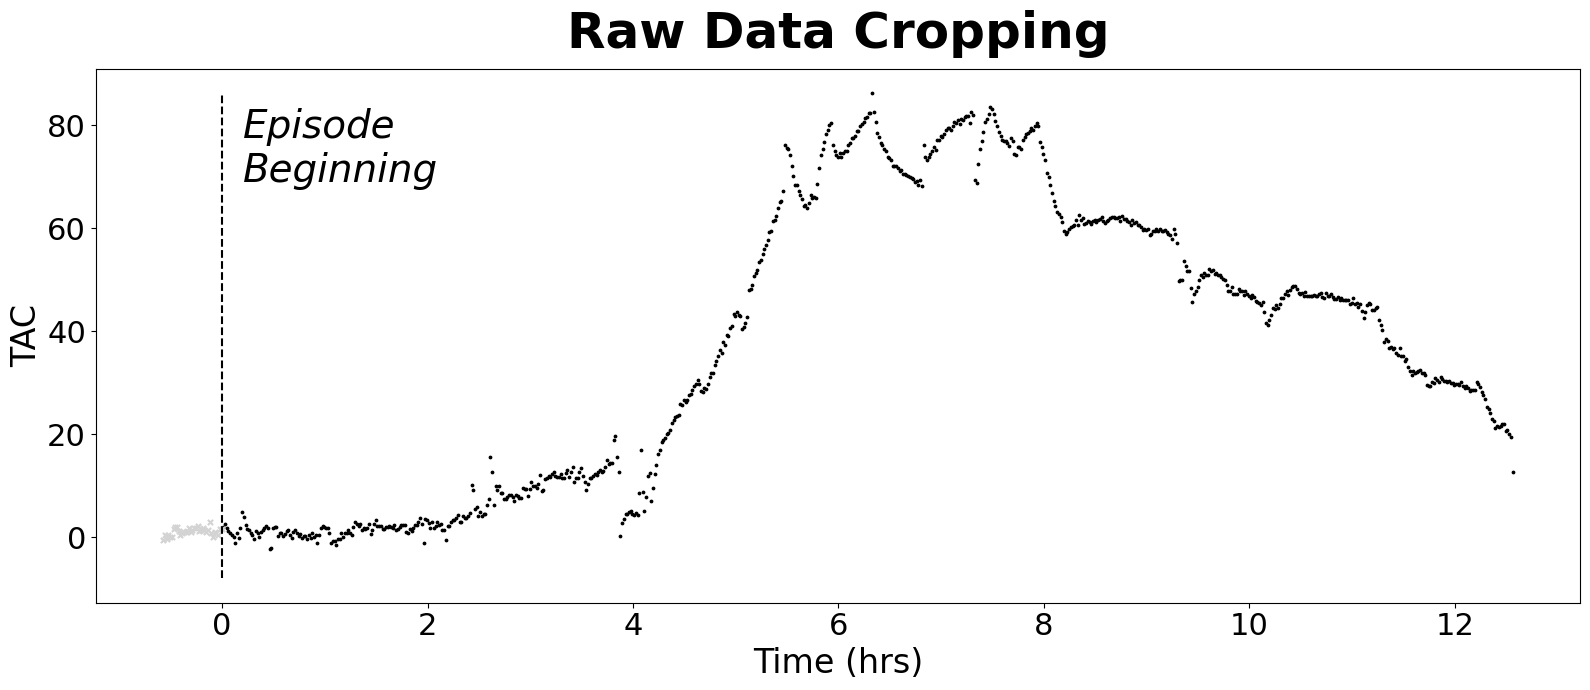 Raw Data Cropping
Episode
Beginning
TAC
80
60
40
20
0
0 2 4 6 8 10 12
Time (hrs)